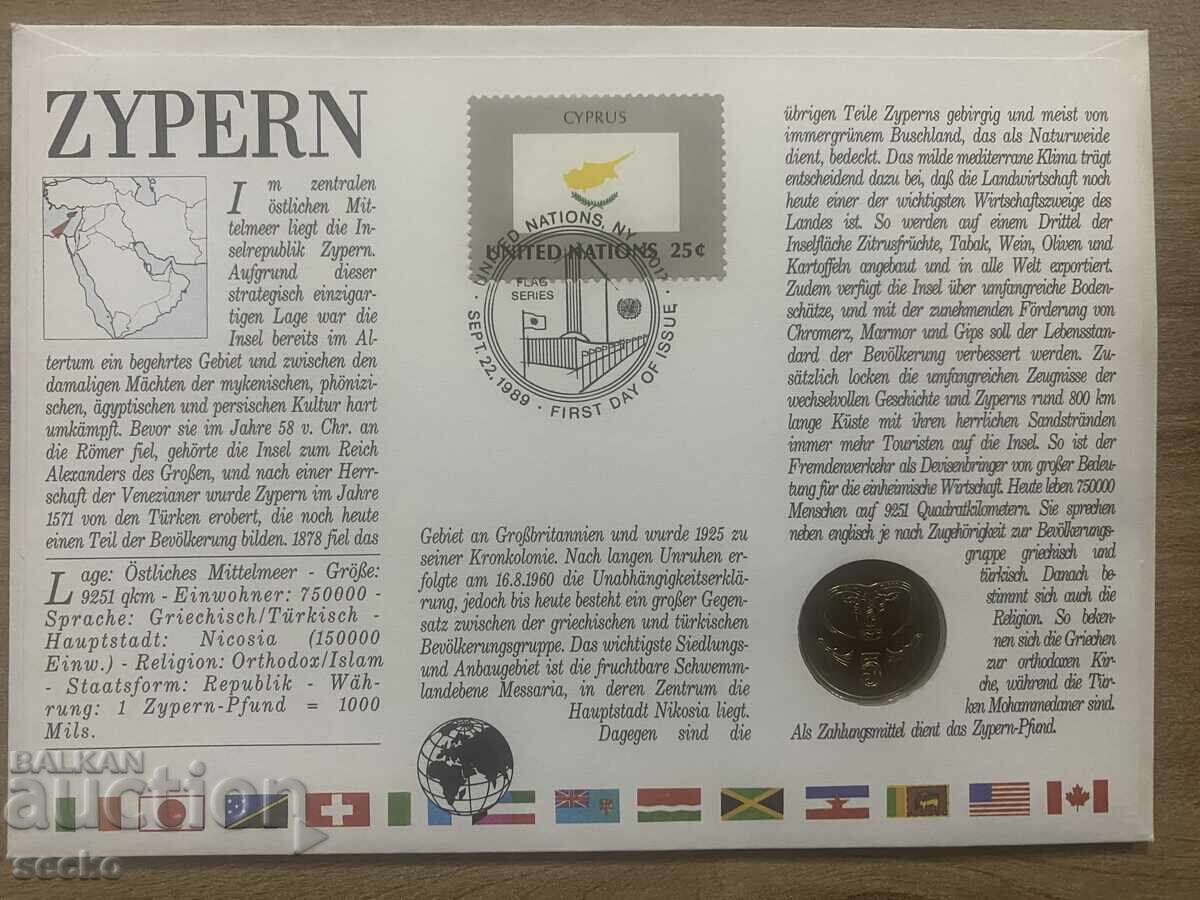 ZYPERN
Im zentralen
östlichen Mit-
telmeer liegt die In-
selrepublik Zypern.
Aufgrund dieser
strategisch einzigar-
tigen Lage war die
Insel bereits im Al-
tertum ein begehrtes Gebiet und zwischen den
damaligen Mächten der mykenischen, phönizi-
schen, ägyptischen und persischen Kultur hart
umkämpft. Bevor sie im Jahre 58 v. Chr. an
die Römer fiel, gehörte die Insel zum Reich
Alexanders des Großen, und nach einer Herr-
schaft der Venezianer wurde Zypern im Jahre
1571 von den Türken erobert, die noch heute
einen Teil der Bevölkerung bilden. 1878 fiel das
Lage: Östliches Mittelmeer - Größe:
9251 qkm - Einwohner: 750000 -
Sprache: Griechisch/Türkisch -
Hauptstadt: Nicosia (150000
Einw.) - Religion: Orthodox/Islam
- Staatsform: Republik - Wäh-
rung: 1 Zypern-Pfund = 1000
Mils.
CYPRUS
UNITED NATIONS 25¢
UNITED NATIONS, NY
FLAG
SERIES
SEPT. 22, 1989 · FIRST DAY OF ISSUE ·
Gebiet an Großbritannien und wurde 1925 zu
seiner Kronkolonie. Nach langen Unruhen er-
folgte am 16.8.1960 die Unabhängigkeitserklä-
rung, jedoch bis heute besteht ein großer Gegen-
satz zwischen der griechischen und türkischen
Bevölkerungsgruppe. Das wichtigste Siedlungs-
und Anbaugebiet ist die fruchtbare Schwemm-
landebene Messaria, in deren Zentrum die
Hauptstadt Nikosia liegt.
Dagegen sind die
übrigen Teile Zyperns gebirgig und meist von
immergrünem Buschland, das als Naturweide
dient, bedeckt. Das milde mediterrane Klima trägt
entscheidend dazu bei, daß die Landwirtschaft noch
heute einer der wichtigsten Wirtschaftszweige des
Landes ist. So werden auf einem Drittel der
Inselfläche Zitrusfrüchte, Tabak, Wein, Oliven und
Kartoffeln angebaut und in alle Welt exportiert.
Zudem verfügt die Insel über umfangreiche Boden-
schätze, und mit der zunehmenden Förderung von
Chromerz, Marmor und Gips soll der Lebensstan-
dard der Bevölkerung verbessert werden. Zu-
sätzlich locken die umfangreichen Zeugnisse der
wechselvollen Geschichte und Zyperns rund 800 km
lange Küste mit ihren herrlichen Sandstränden
immer mehr Touristen auf die Insel. So ist der
Fremdenverkehr als Devisenbringer von großer Bedeu-
tung für die einheimische Wirtschaft. Heute leben 750000
Menschen auf 9251 Quadratkilometern. Sie sprechen
neben englisch je nach Zugehörigkeit zur Bevölkerungs-
gruppe griechisch und
türkisch. Danach be-
stimmt sich auch die
Religion. So beken-
nen sich die Griechen
zur orthodoxen Kir-
che, während die Tür-
ken Mohammedaner sind.
Als Zahlungsmittel dient das Zypern-Pfund.
BALKAN
auction
secko